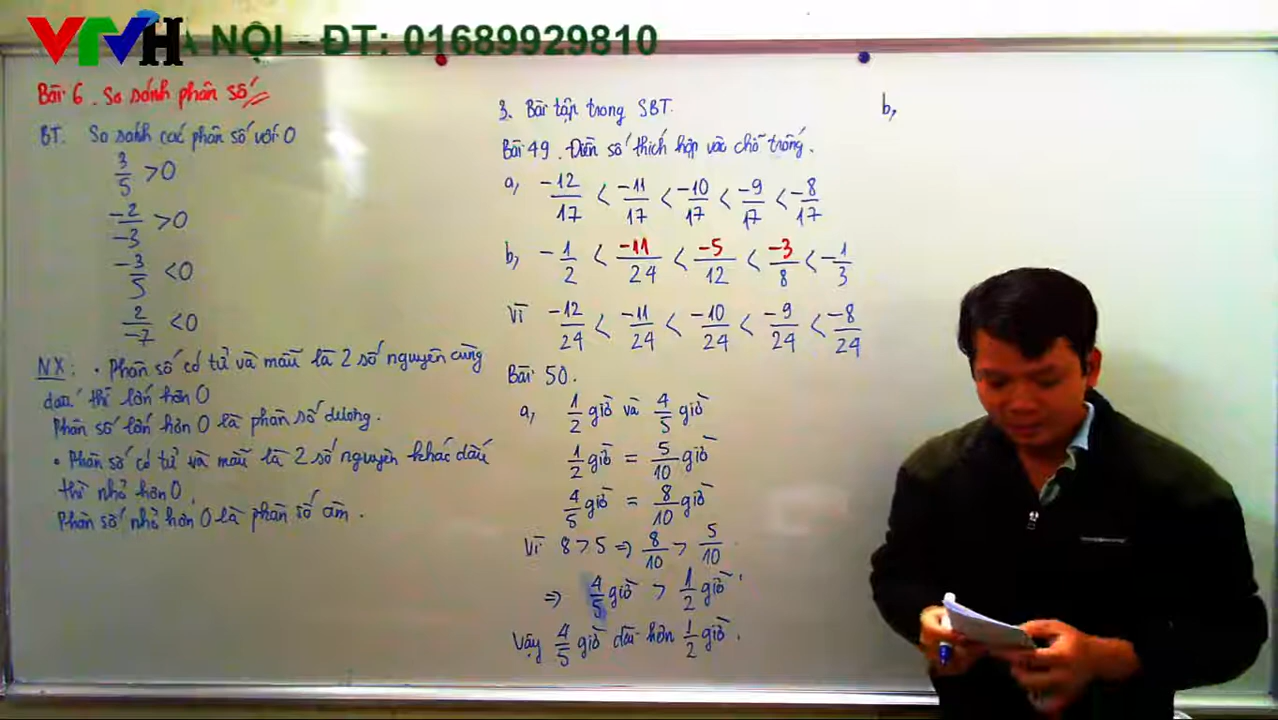 VTVH
HÀ NỘI - ĐT: 01689929810
Bài 6. So sánh phân số
BT. So sánh các phân số với 0
3/5 > 0
-2/-3 > 0
-3/5 < 0
2/-7 < 0
NX: • Phân số có tử và mẫu là 2 số nguyên cùng
dấu thì lớn hơn 0
Phân số lớn hơn 0 là phân số dương.
• Phân số có tử và mẫu là 2 số nguyên khác dấu
thì nhỏ hơn 0.
Phân số nhỏ hơn 0 là phân số âm.
3. Bài tập trong SBT.
Bài 49. Điền số thích hợp vào chỗ trống.
a, -12/17 < -11/17 < -10/17 < -9/17 < -8/17
b, -1/2 < -11/24 < -5/12 < -3/8 < -1/3
Vì -12/24 < -11/24 < -10/24 < -9/24 < -8/24
Bài 50.
a, 1/2 giờ và 4/5 giờ
1/2 giờ = 5/10 giờ
4/5 giờ = 8/10 giờ
Vì 8 > 5 => 8/10 > 5/10
=> 4/5 giờ > 1/2 giờ
Vậy 4/5 giờ dài hơn 1/2 giờ.
b,